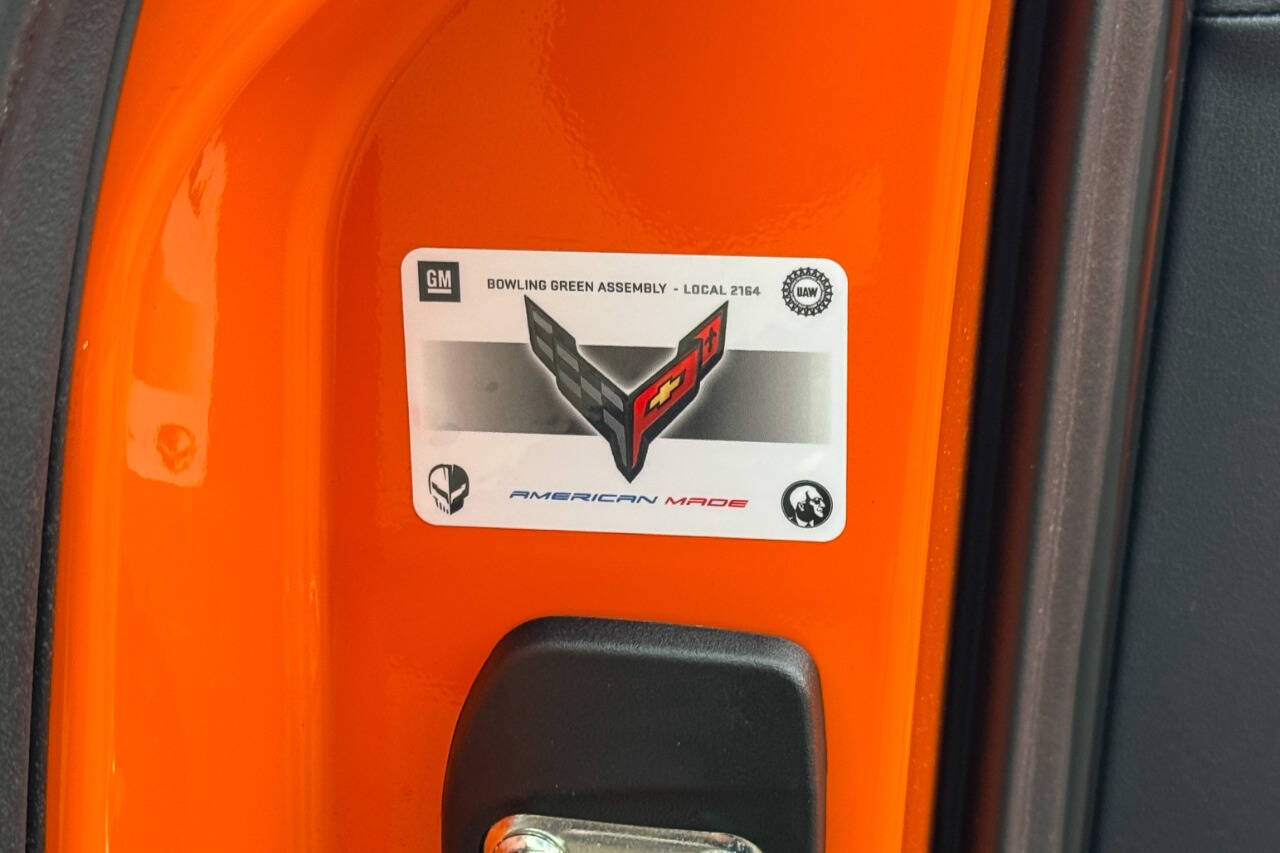 GM
BOWLING GREEN ASSEMBLY - LOCAL 2164
UAW
AMERICAN MADE